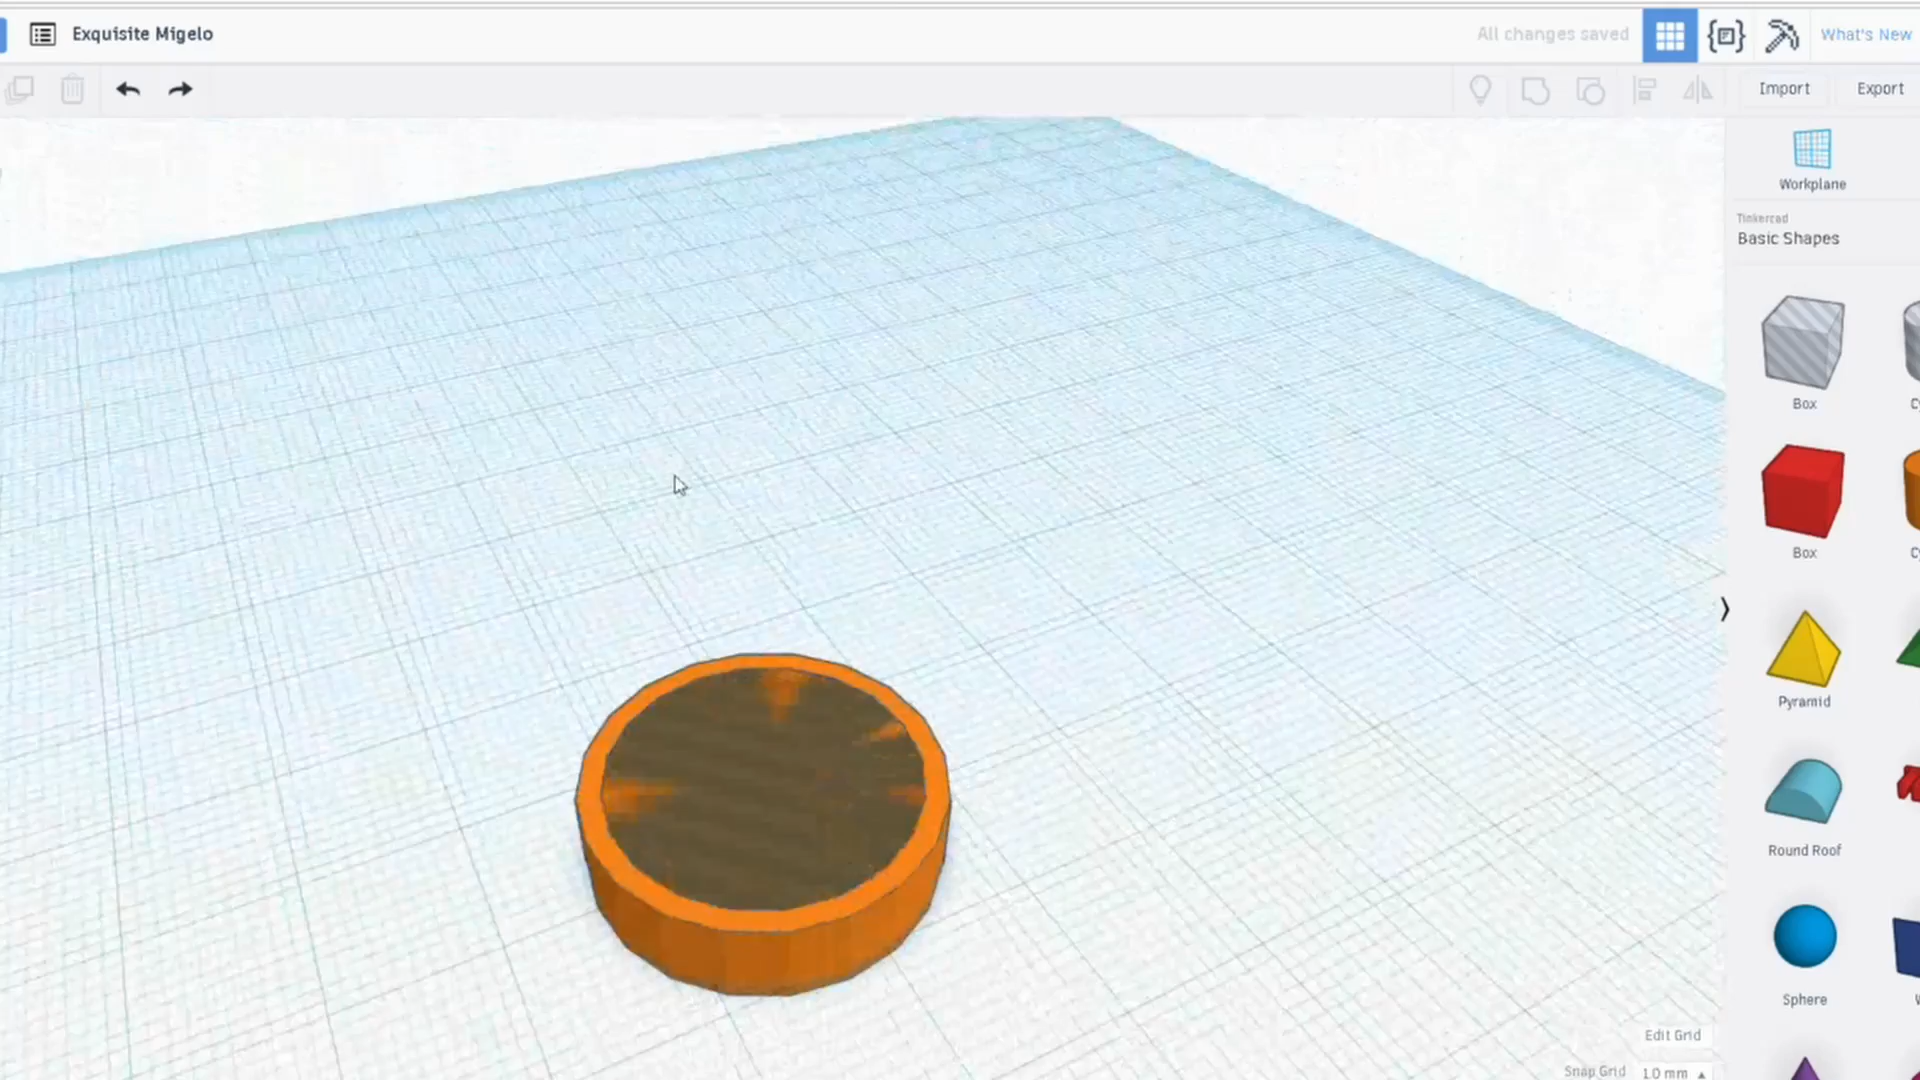 Exquisite Migelo
All changes saved
What's New
Import
Export
Workplane
Tinkercad
Basic Shapes
Box
Box
Pyramid
Round Roof
Sphere
Edit Grid
Snap Grid 1.0 mm